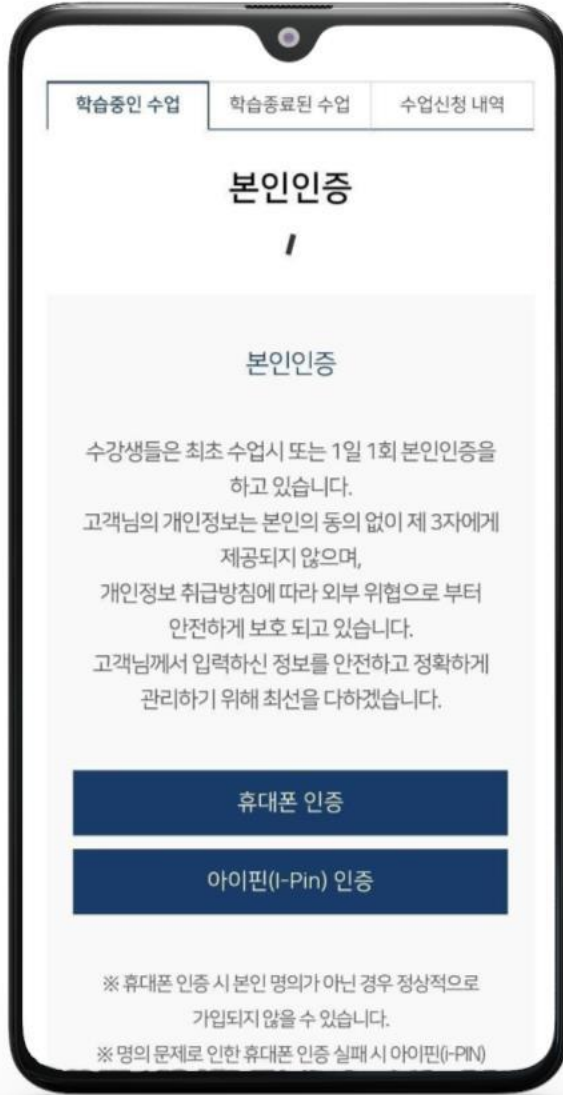 학습중인 수업 학습종료된 수업 수업신청 내역
본인인증
본인인증
수강생들은 최초 수업시 또는 1일 1회 본인인증을
하고 있습니다.
고객님의 개인정보는 본인의 동의 없이 제 3자에게
제공되지 않으며,
개인정보 취급방침에 따라 외부 위협으로 부터
안전하게 보호 되고 있습니다.
고객님께서 입력하신 정보를 안전하고 정확하게
관리하기 위해 최선을 다하겠습니다.
휴대폰 인증
아이핀(I-Pin) 인증
※ 휴대폰 인증 시 본인 명의가 아닌 경우 정상적으로
가입되지 않을 수 있습니다.
※ 명의 문제로 인한 휴대폰 인증 실패 시 아이핀(i-PIN)